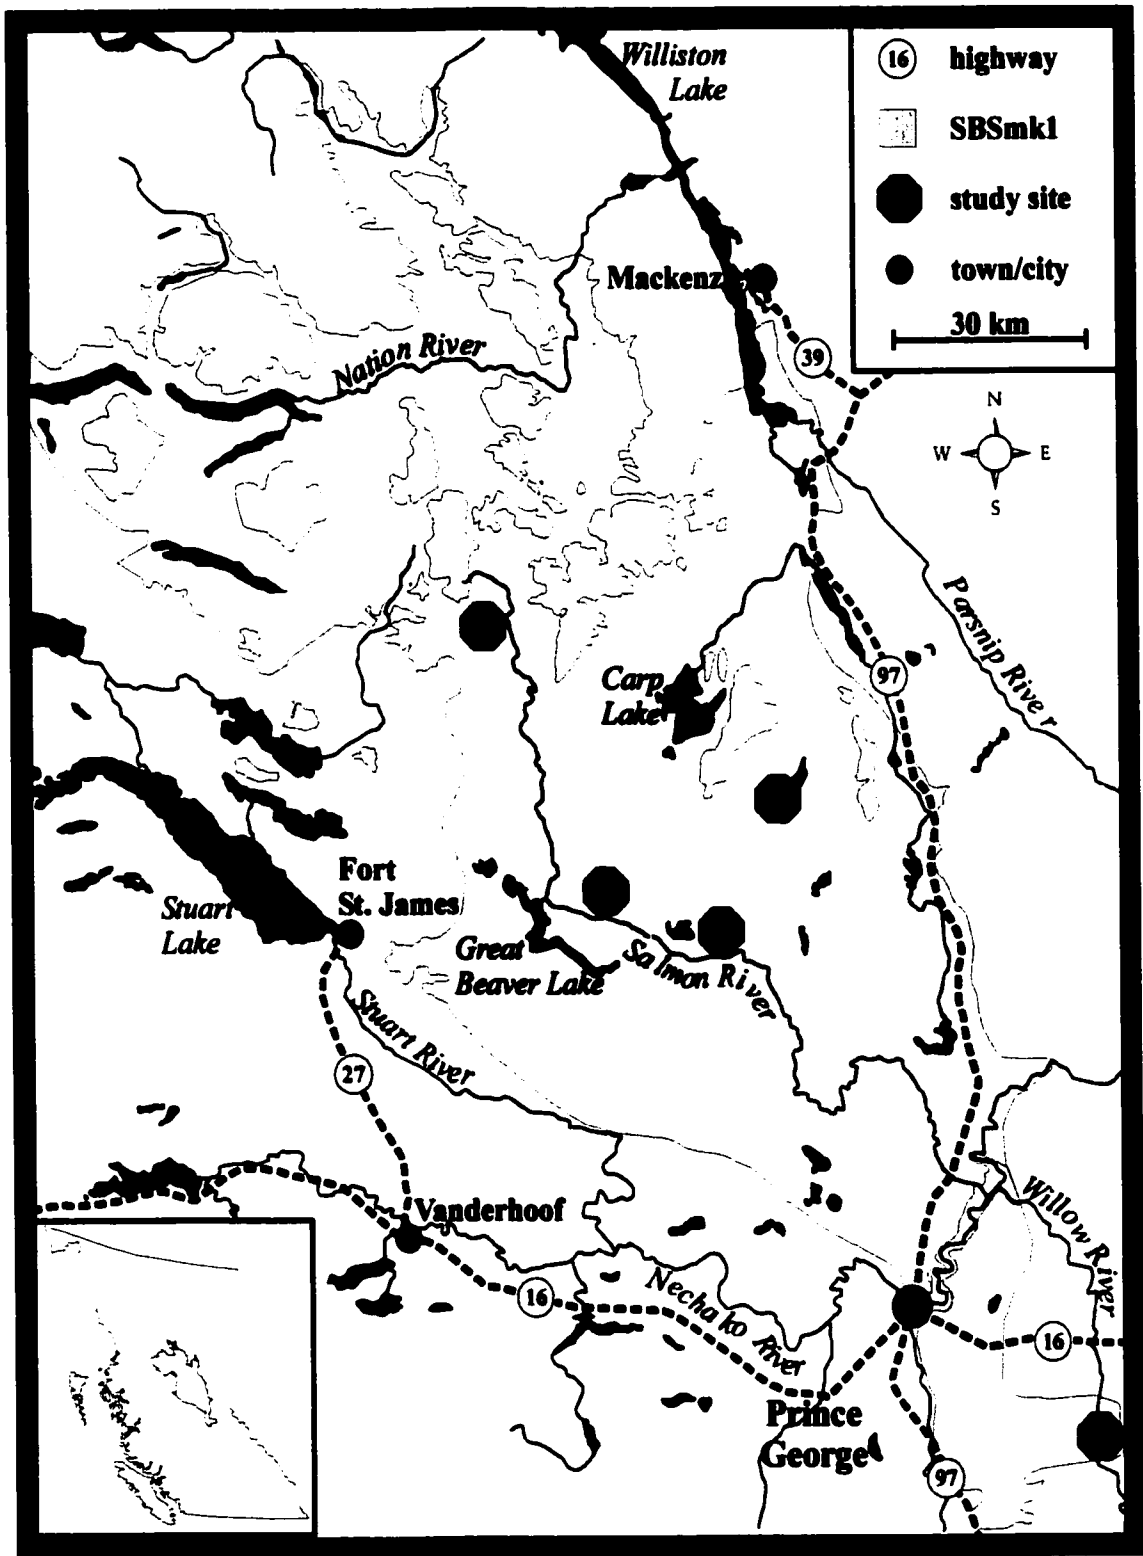 Williston
Lake
16 highway
SBSmk1
study site
town/city
30 km
Mackenz
39
Nation River
N
W E
S
Parsnip River
97
Carp
Lake
Fort
St. James
Stuart
Lake
Great
Beaver Lake
Salmon River
Stuart River
27
Vanderhoof
Willow River
16
Nechako River
16
Prince
George
97